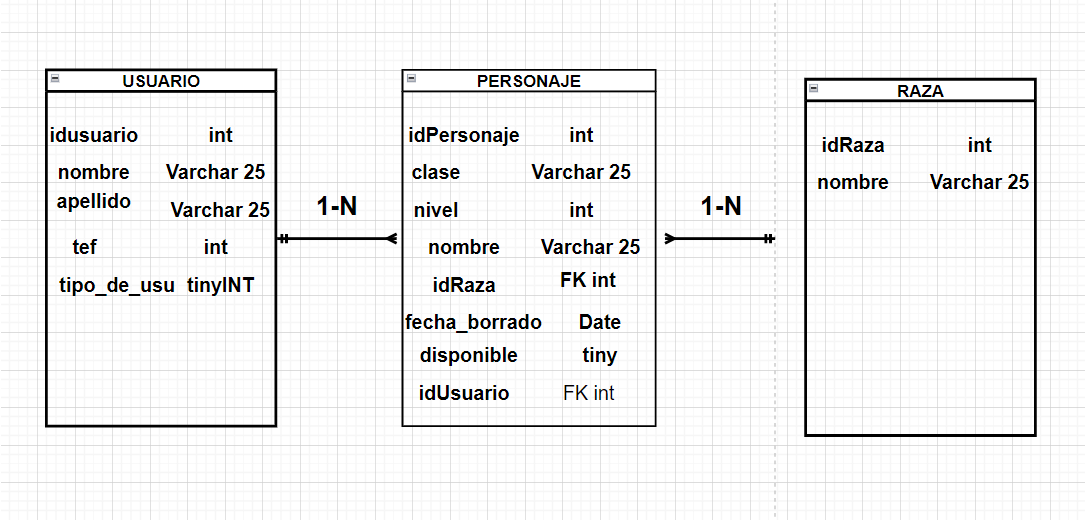 USUARIO
idusuario int
nombre Varchar 25
apellido Varchar 25
tef int
tipo_de_usu tinyINT
1-N
PERSONAJE
idPersonaje int
clase Varchar 25
nivel int
nombre Varchar 25
idRaza FK int
fecha_borrado Date
disponible tiny
idUsuario FK int
1-N
RAZA
idRaza int
nombre Varchar 25